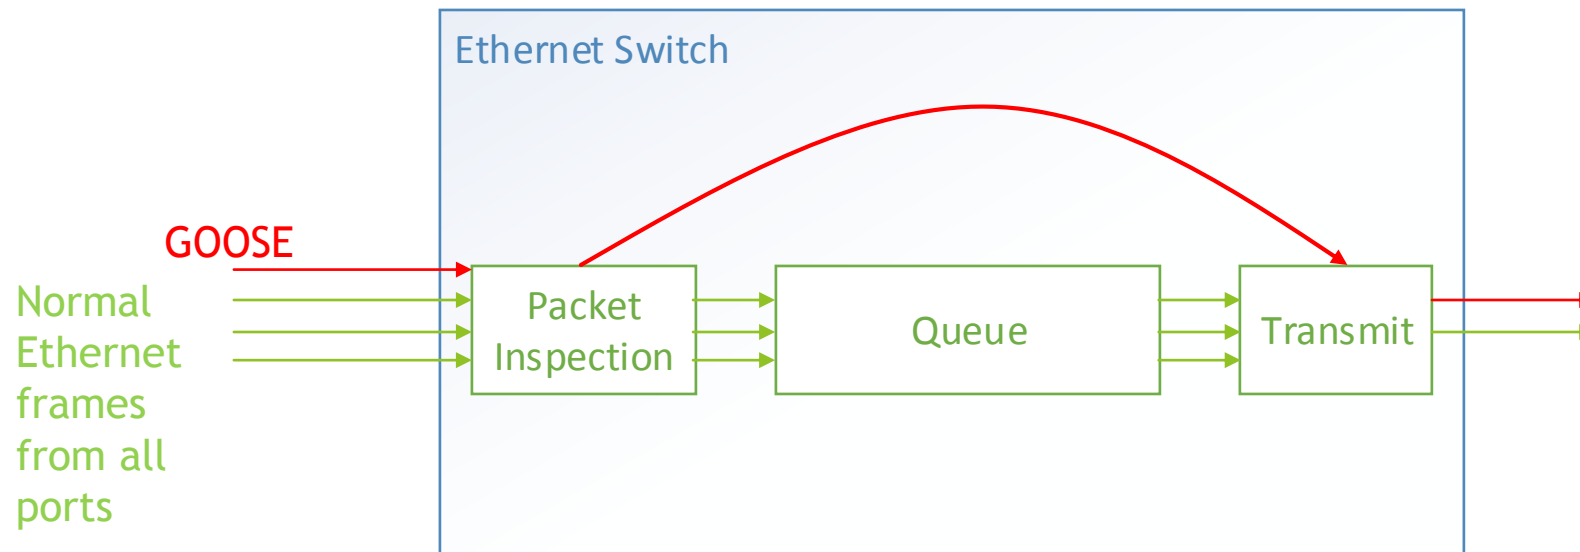 Ethernet Switch
GOOSE
Normal
Ethernet
frames
from all
ports
Packet
Inspection
Queue
Transmit